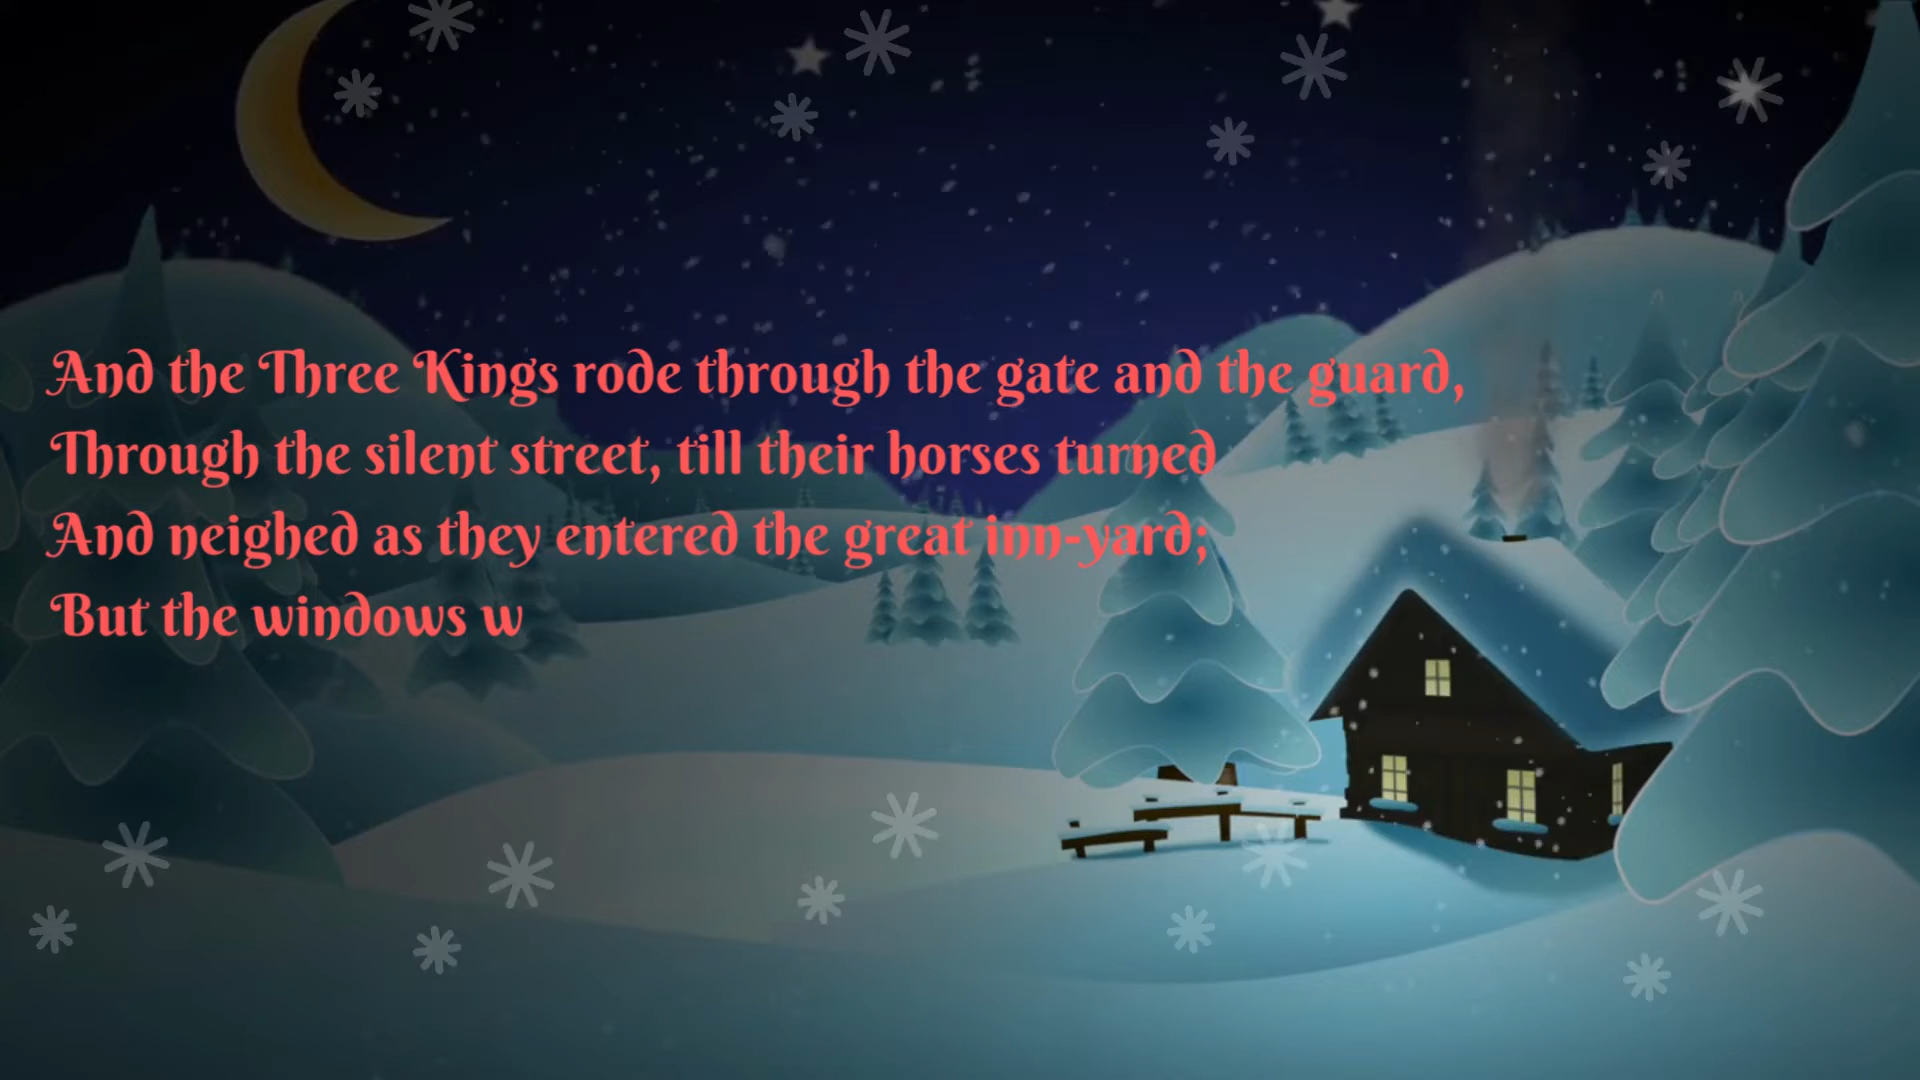 And the Three Kings rode through the gate and the guard,
Through the silent street, till their horses turned
And neighed as they entered the great inn-yard;
But the windows w